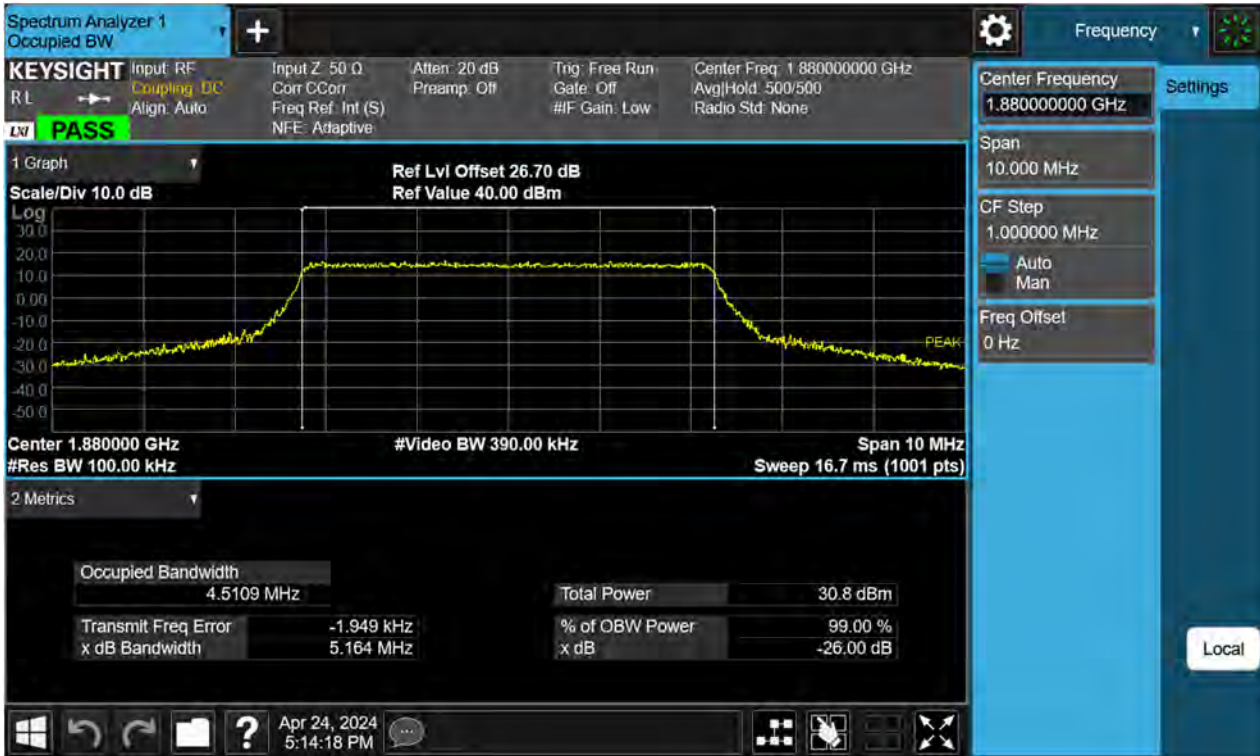 Spectrum Analyzer 1
Occupied BW
+
Frequency
KEYSIGHT
R L
LXI
PASS
Input: RF
Coupling: DC
Align: Auto
Input Z: 50 Ω
Corr CCorr
Freq Ref: Int (S)
NFE: Adaptive
Atten: 20 dB
Preamp: Off
Trig: Free Run
Gate: Off
#IF Gain: Low
Center Freq: 1.880000000 GHz
Avg|Hold: 500/500
Radio Std: None
1 Graph
Scale/Div 10.0 dB
Ref Lvl Offset 26.70 dB
Ref Value 40.00 dBm
Log
30.0
20.0
10.0
0.00
-10.0
-20.0
-30.0
-40.0
-50.0
PEAK
Center 1.880000 GHz
#Video BW 390.00 kHz
Span 10 MHz
#Res BW 100.00 kHz
Sweep 16.7 ms (1001 pts)
2 Metrics
Occupied Bandwidth
4.5109 MHz
Transmit Freq Error -1.949 kHz
x dB Bandwidth 5.164 MHz
Total Power 30.8 dBm
% of OBW Power 99.00 %
x dB -26.00 dB
Center Frequency
1.880000000 GHz
Span
10.000 MHz
CF Step
1.000000 MHz
Auto
Man
Freq Offset
0 Hz
Settings
Local
?
Apr 24, 2024
5:14:18 PM